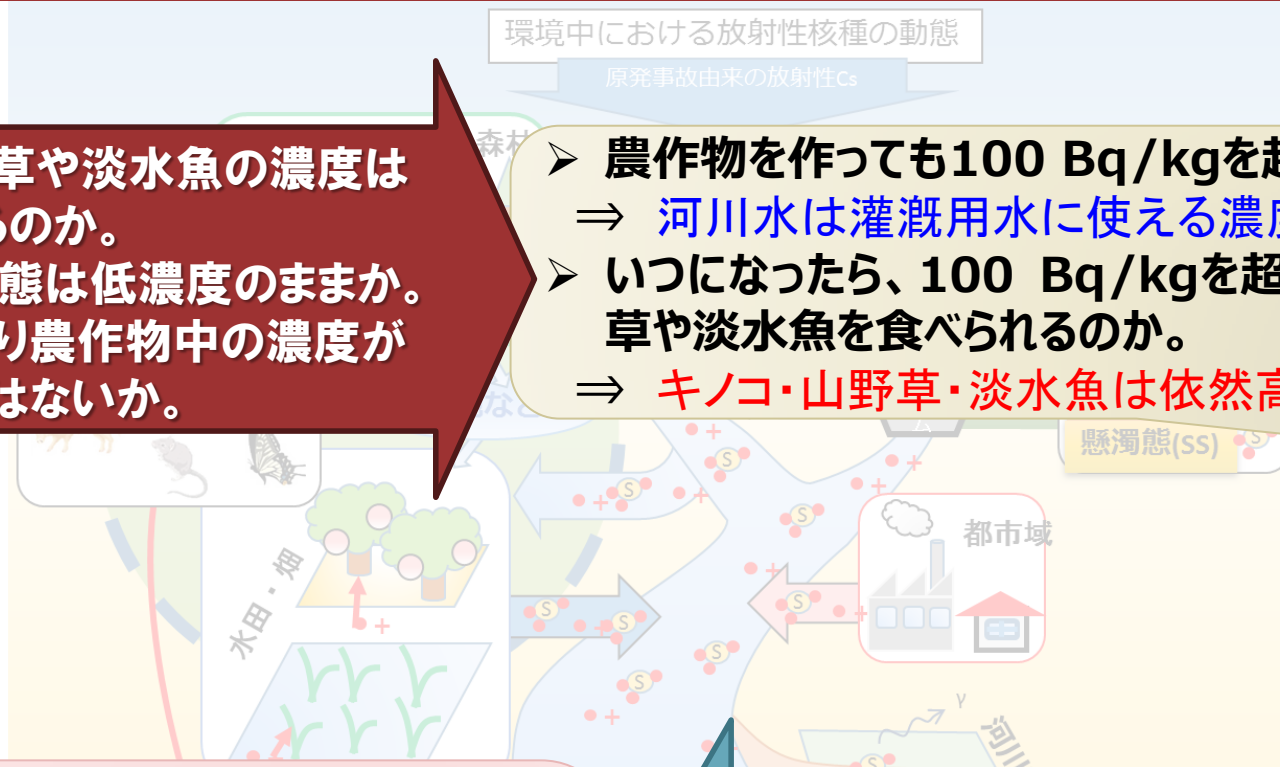 環境中における放射性核種の動態
原発事故由来の放射性Cs
森林
草や淡水魚の濃度は
るのか。
態は低濃度のままか。
り農作物中の濃度が
はないか。
➢ 農作物を作っても100 Bq/kgを超
⇒ 河川水は灌漑用水に使える濃度
➢ いつになったら、100 Bq/kgを超
草や淡水魚を食べられるのか。
⇒ キノコ・山野草・淡水魚は依然高
など
ム
懸濁態(SS)
都市域
水田・畑
S
S
S
S
S
S
S
S
S
γ
河川